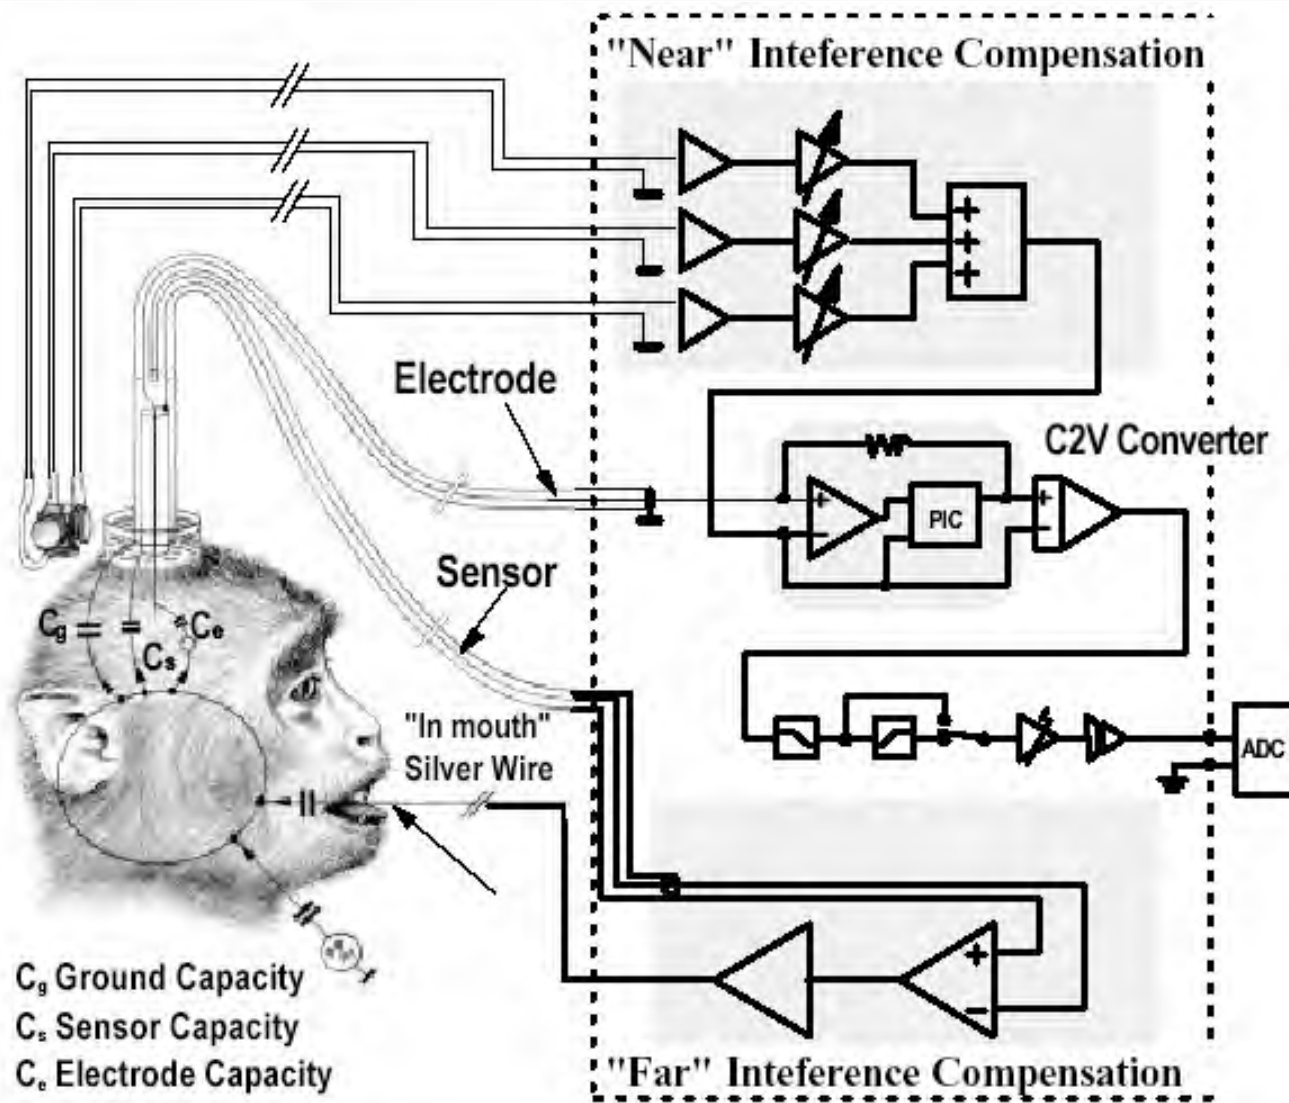 "Near" Inteference Compensation
+
+
+
Electrode
C2V Converter
+
−
PIC
+
−
Sensor
Cg
Cs
Ce
"In mouth"
Silver Wire
ADC
+
−
Cg Ground Capacity
Cs Sensor Capacity
Ce Electrode Capacity
"Far" Inteference Compensation